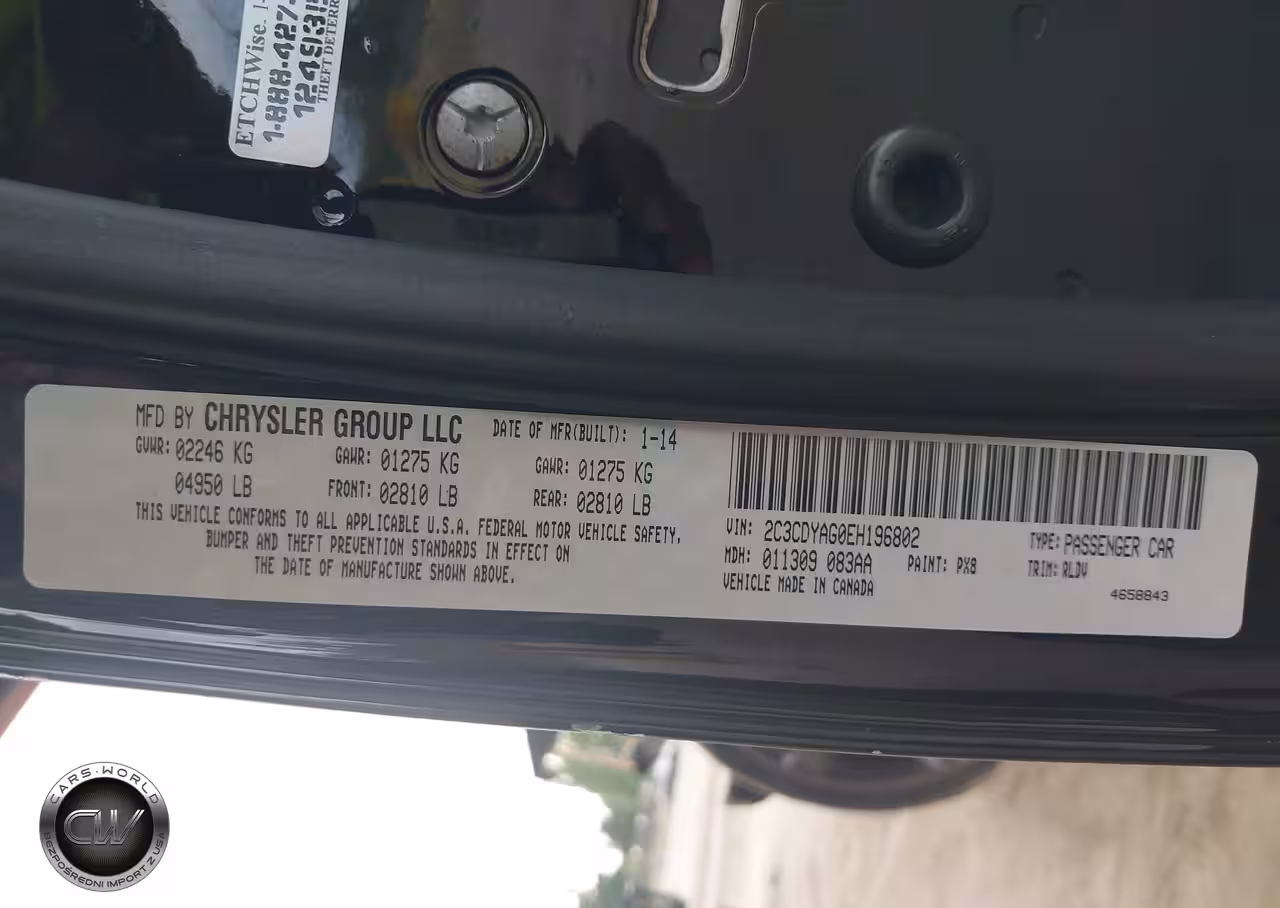 ETCHWise. 1-
1-888-427-
THEFT DETERR
MFD BY CHRYSLER GROUP LLC DATE OF MFR(BUILT): 1-14
GVWR: 02246 KG GAWR: 01275 KG GAWR: 01275 KG
04950 LB FRONT: 02810 LB REAR: 02810 LB
THIS VEHICLE CONFORMS TO ALL APPLICABLE U.S.A. FEDERAL MOTOR VEHICLE SAFETY,
BUMPER AND THEFT PREVENTION STANDARDS IN EFFECT ON
THE DATE OF MANUFACTURE SHOWN ABOVE.
VIN: 2C3CDYAG0EH196802 TYPE: PASSENGER CAR
MDH: 011309 083AA PAINT: PX8 TRIM: RLDV
VEHICLE MADE IN CANADA 4658843
CARS·WORLD
CW
BEZPOŚREDNI IMPORT Z USA